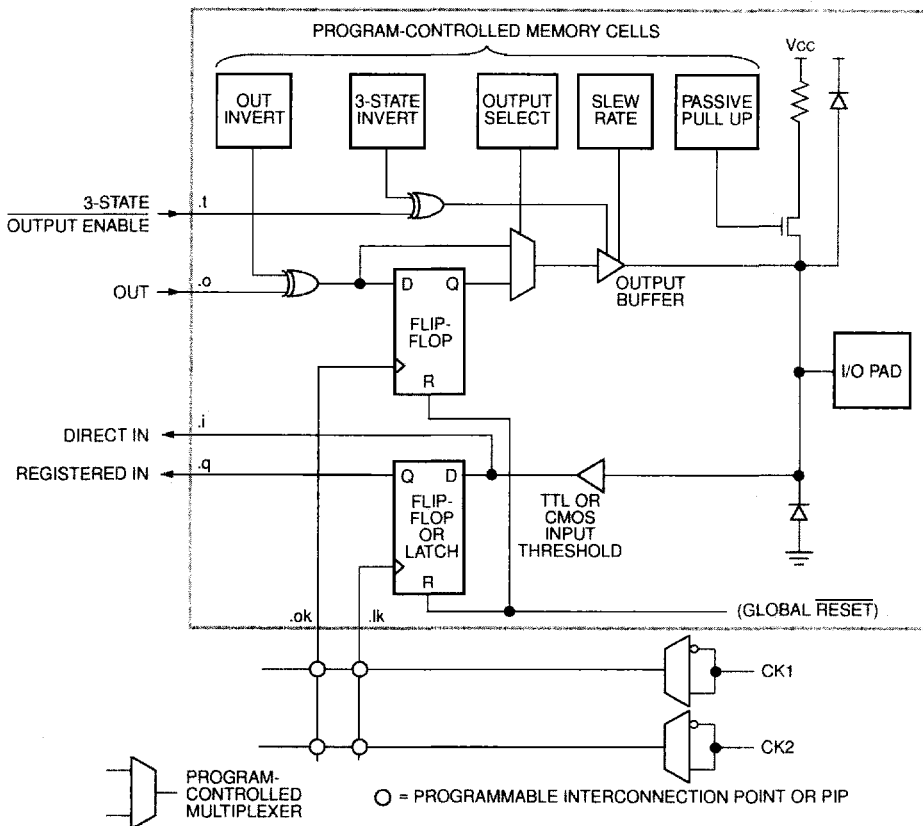 PROGRAM-CONTROLLED MEMORY CELLS
Vcc
OUT
INVERT
3-STATE
INVERT
OUTPUT
SELECT
SLEW
RATE
PASSIVE
PULL UP
3-STATE
OUTPUT ENABLE
.t
OUT
.o
D
Q
FLIP-
FLOP
R
OUTPUT
BUFFER
I/O PAD
DIRECT IN
.i
REGISTERED IN
.q
Q
D
FLIP-
FLOP
OR
LATCH
R
TTL OR
CMOS
INPUT
THRESHOLD
(GLOBAL RESET)
.ok
.lk
CK1
CK2
PROGRAM-
CONTROLLED
MULTIPLEXER
= PROGRAMMABLE INTERCONNECTION POINT OR PIP